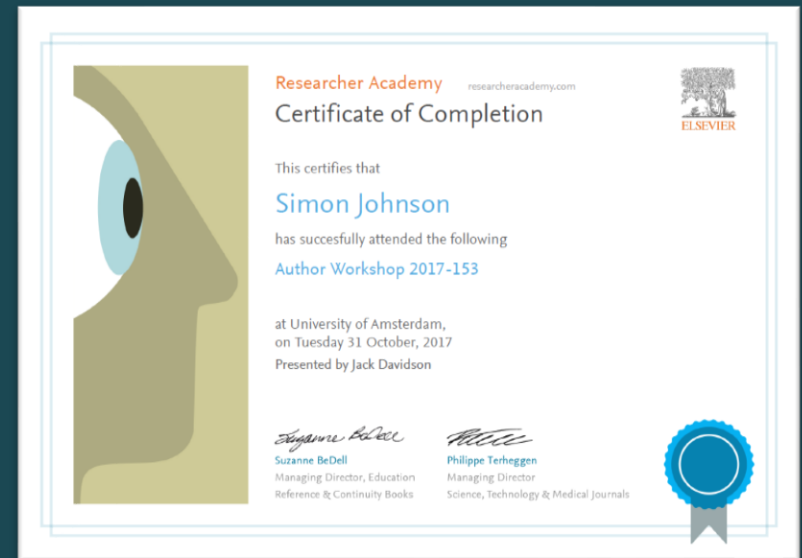 Researcher Academy researcheracademy.com
Certificate of Completion
ELSEVIER
This certifies that
Simon Johnson
has succesfully attended the following
Author Workshop 2017-153
at University of Amsterdam,
on Tuesday 31 October, 2017
Presented by Jack Davidson
Suzanne BeDell
Suzanne BeDell Philippe Terheggen
Managing Director, Education Managing Director
Reference & Continuity Books Science, Technology & Medical Journals